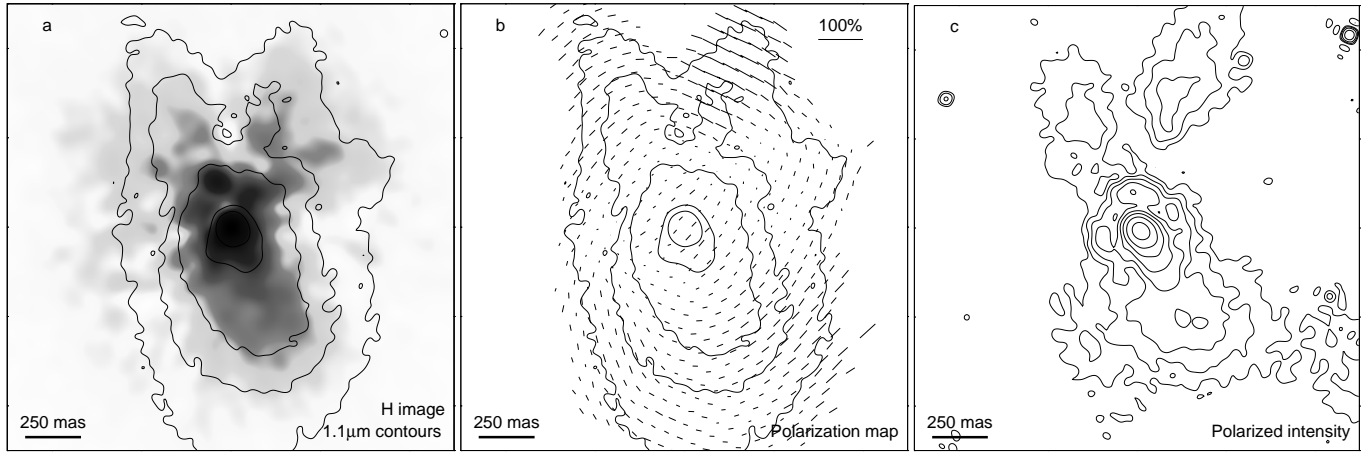 a
H image
1.1μm contours
250 mas
b
100%
Polarization map
250 mas
c
Polarized intensity
250 mas